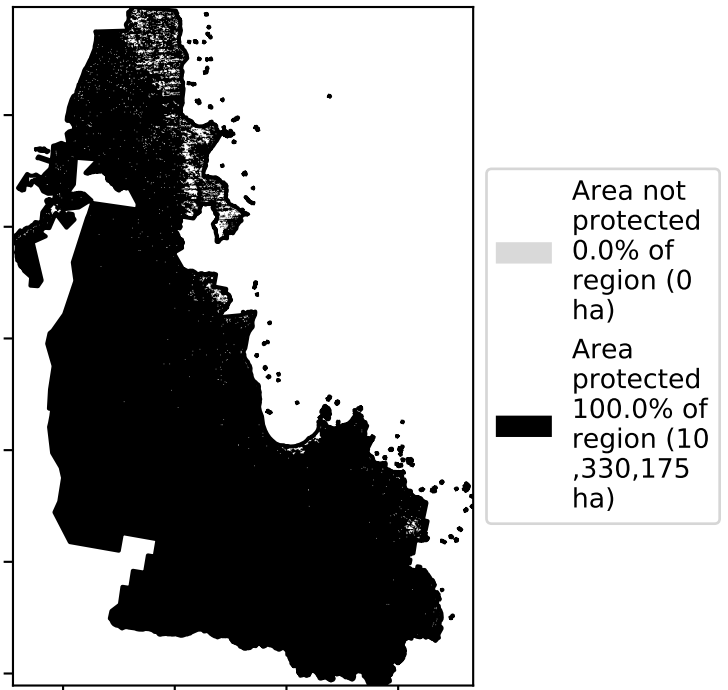 Area not
protected
0.0% of
region (0
ha)
Area
protected
100.0% of
region (10
,330,175
ha)